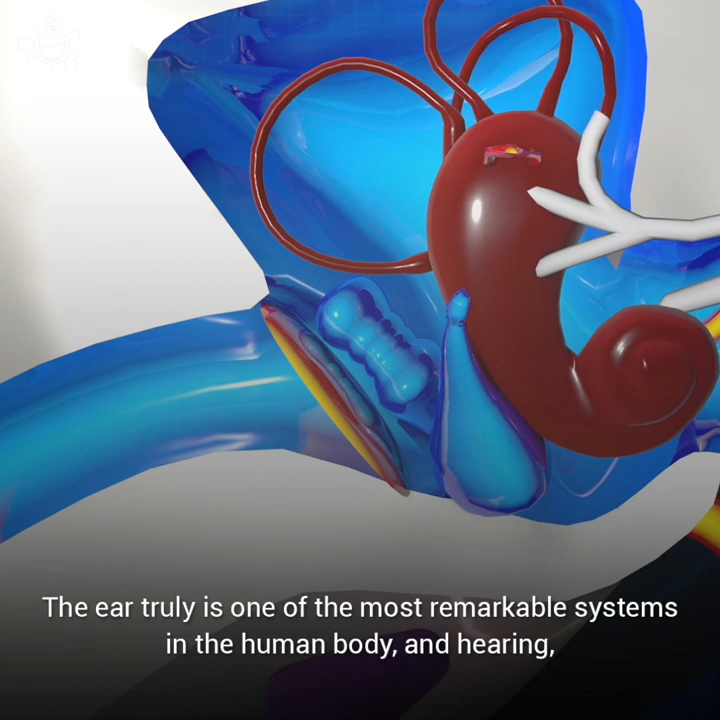 The ear truly is one of the most remarkable systems
in the human body, and hearing,